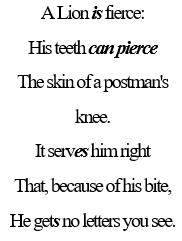 A Lion is fierce:
His teeth can pierce
The skin of a postman's
knee.
It serves him right
That, because of his bite,
He gets no letters you see.